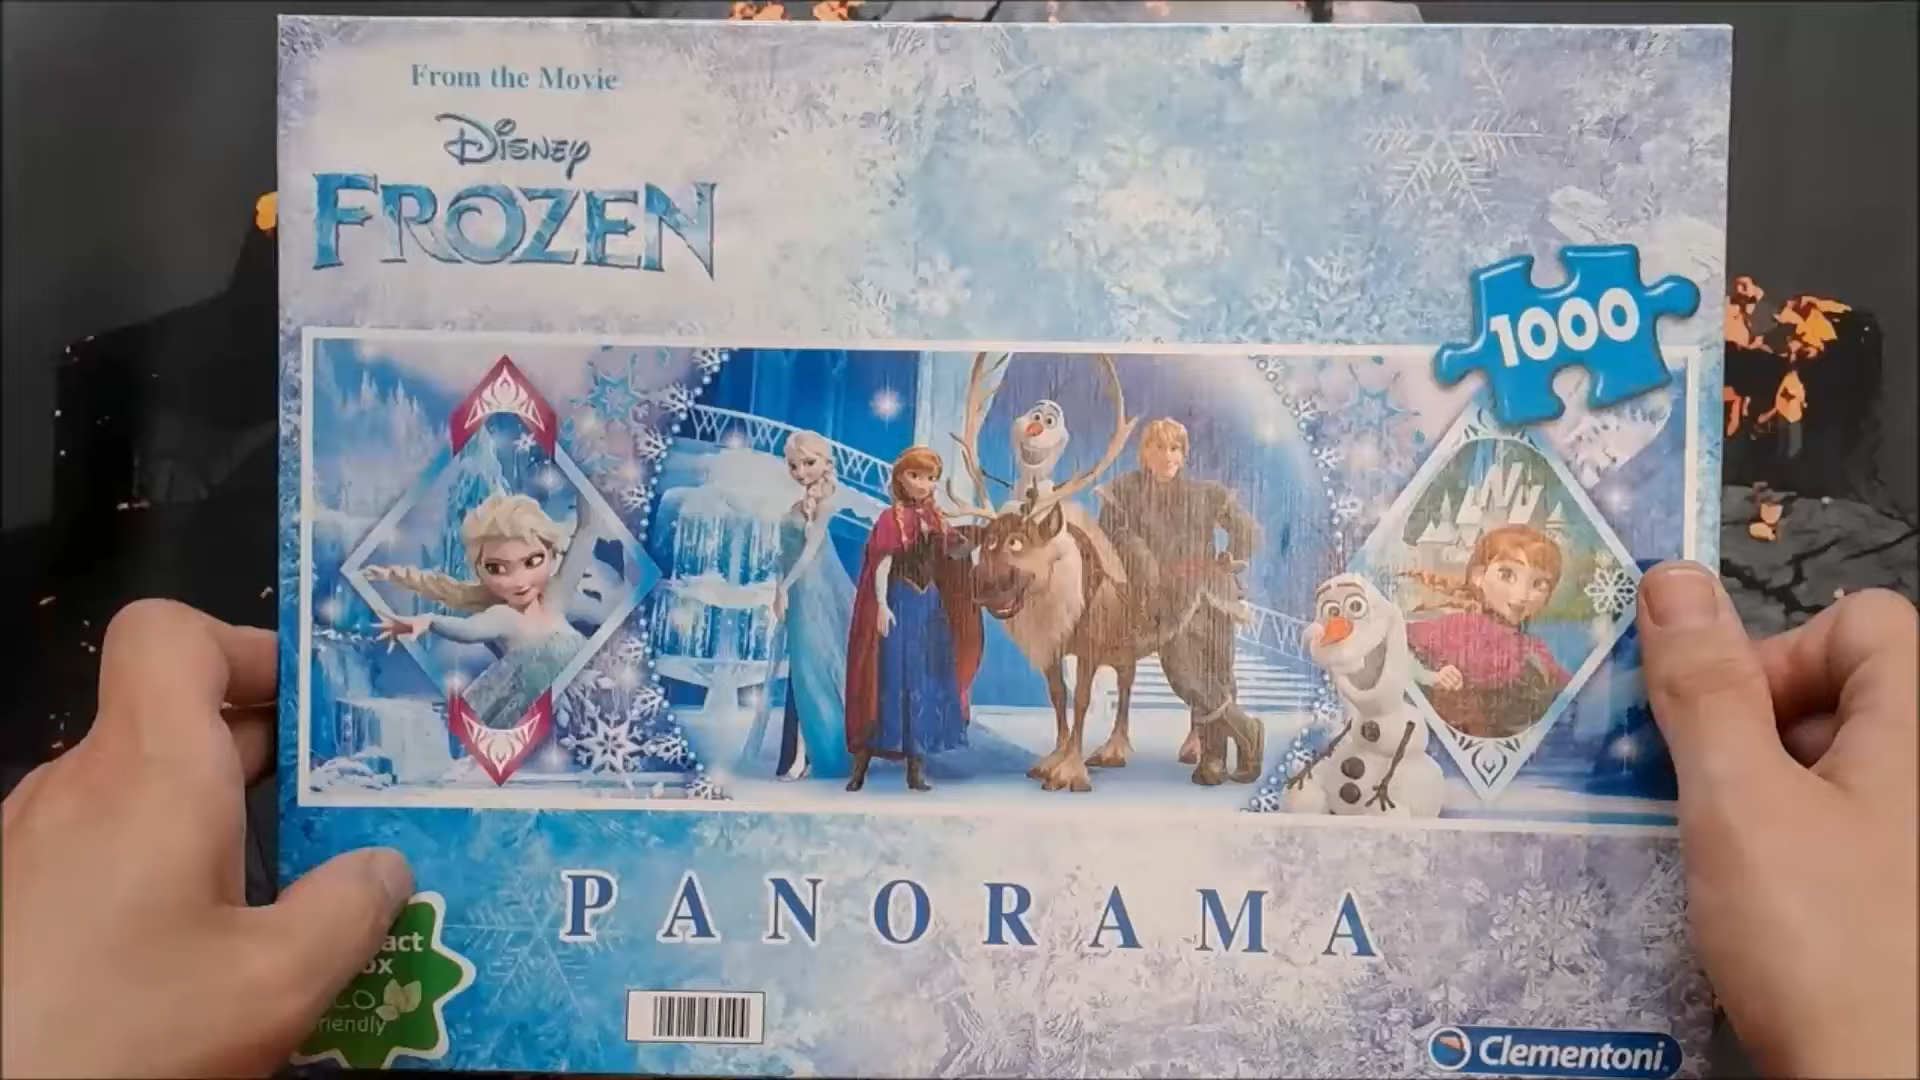 From the Movie
Disney
FROZEN
1000
PANORAMA
Clementoni